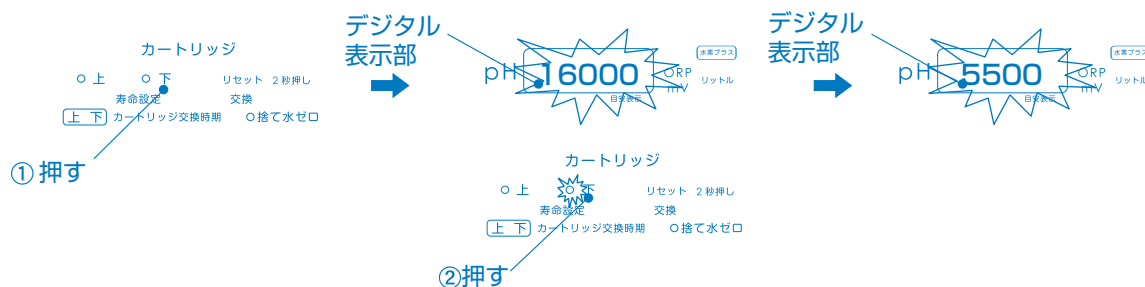 カートリッジ
上 下 リセット 2秒押し
寿命設定 交換
上 下 カートリッジ交換時期 捨て水ゼロ
①押す
デジタル
表示部
水素プラス
pH 16000 ORP
mV
リットル
目安表示
カートリッジ
上 下 リセット 2秒押し
寿命設定 交換
上 下 カートリッジ交換時期 捨て水ゼロ
②押す
デジタル
表示部
水素プラス
pH 5500 ORP
mV
リットル
目安表示